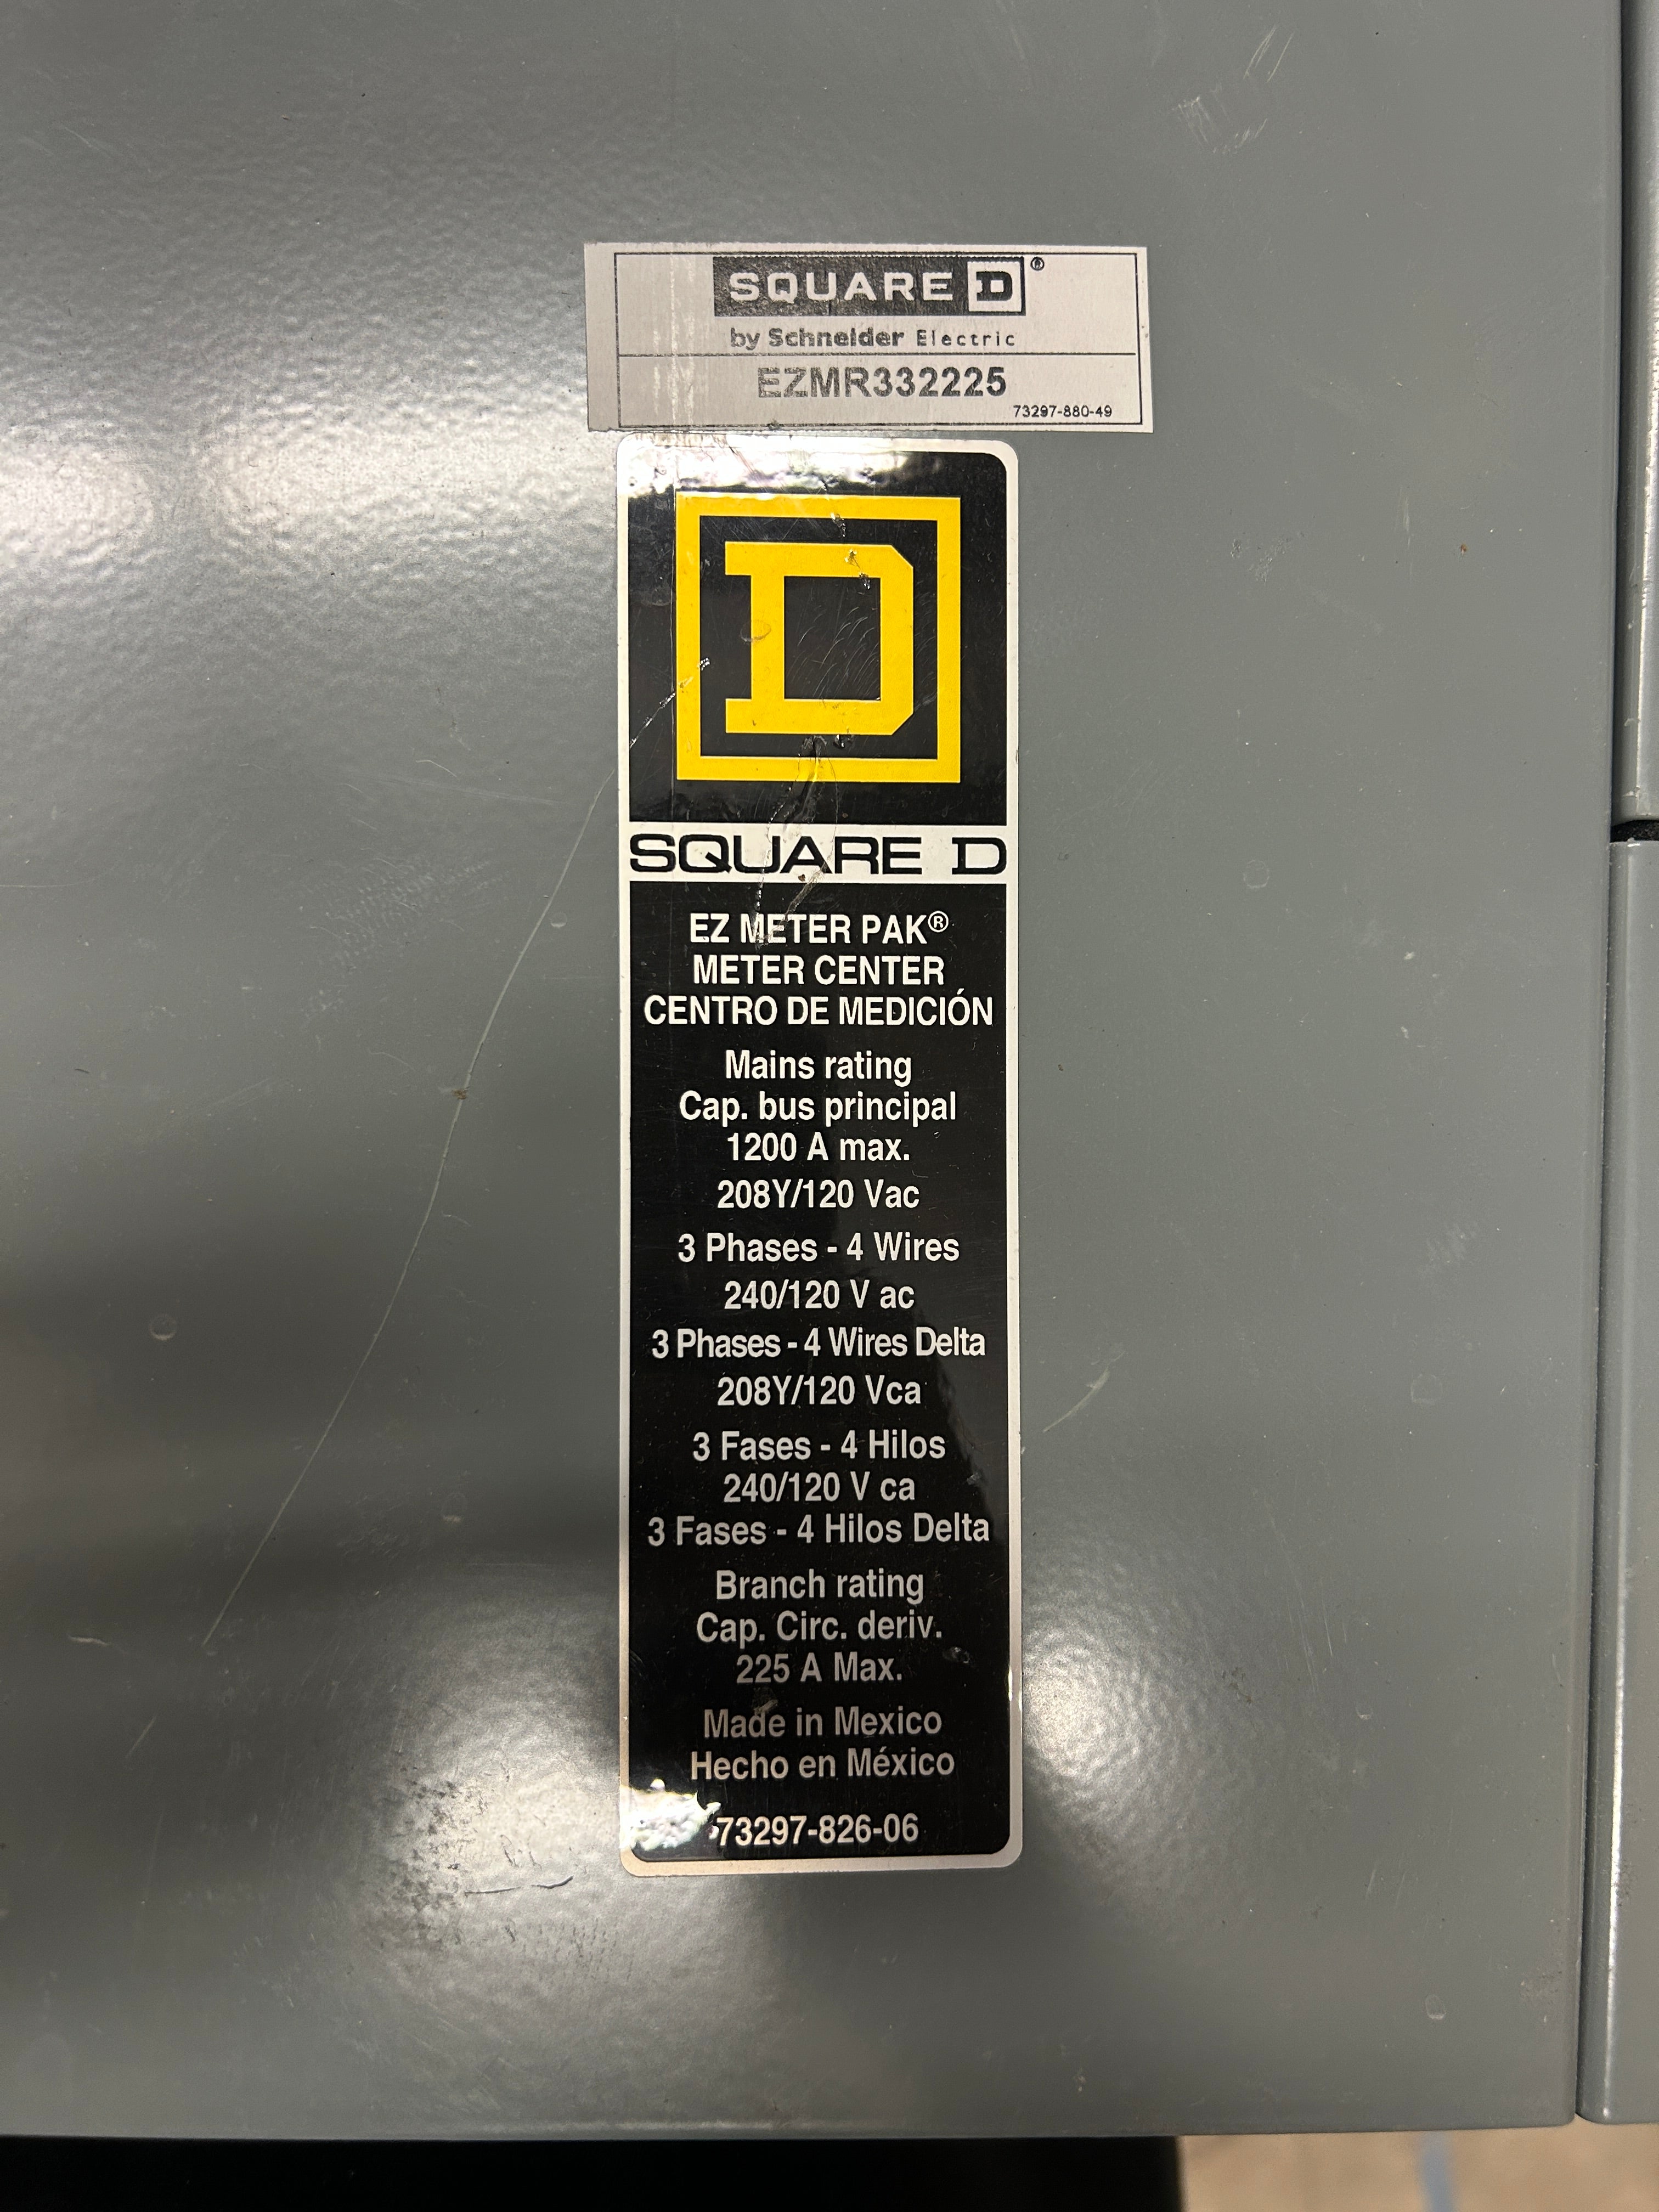 SQUARE D®
by Schneider Electric
EZMR332225
73297-880-49
D
SQUARE D
EZ METER PAK®
METER CENTER
CENTRO DE MEDICIÓN
Mains rating
Cap. bus principal
1200 A max.
208Y/120 Vac
3 Phases - 4 Wires
240/120 V ac
3 Phases - 4 Wires Delta
208Y/120 Vca
3 Fases - 4 Hilos
240/120 V ca
3 Fases - 4 Hilos Delta
Branch rating
Cap. Circ. deriv.
225 A Max.
Made in Mexico
Hecho en México
73297-826-06